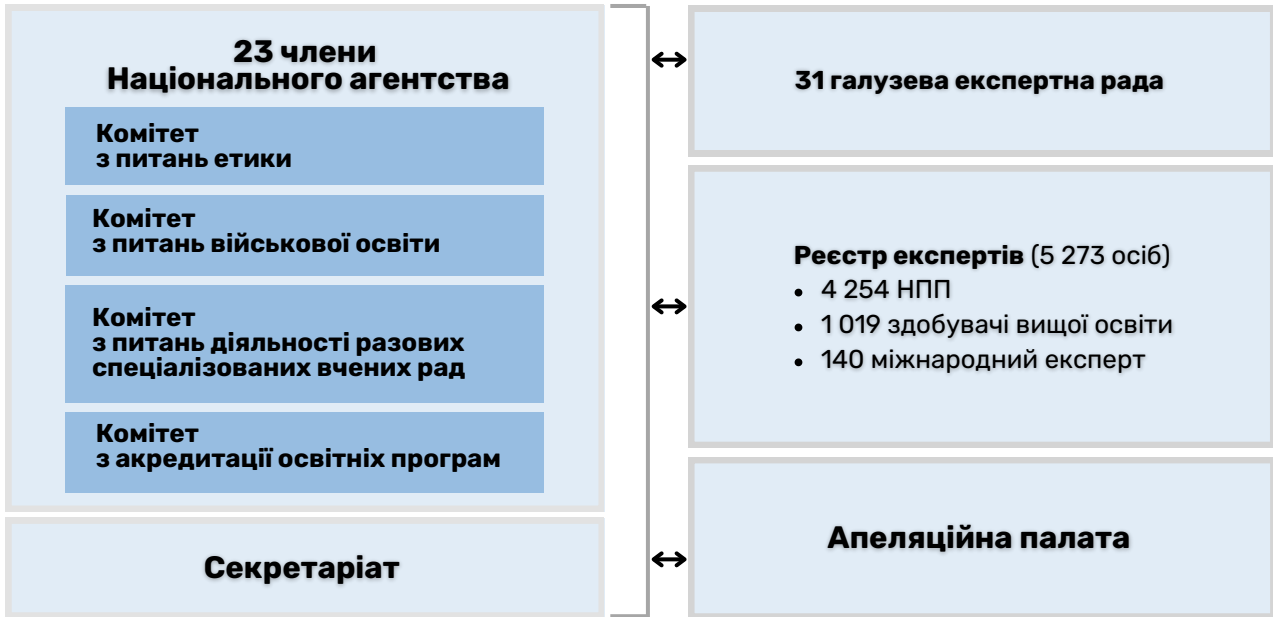 23 члени
Національного агентства
Комітет
з питань етики
Комітет
з питань військової освіти
Комітет
з питань діяльності разових
спеціалізованих вчених рад
Комітет
з акредитації освітніх програм
Секретаріат
31 галузева експертна рада
Реєстр експертів (5 273 осіб)
• 4 254 НПП
• 1 019 здобувачі вищої освіти
• 140 міжнародний експерт
Апеляційна палата